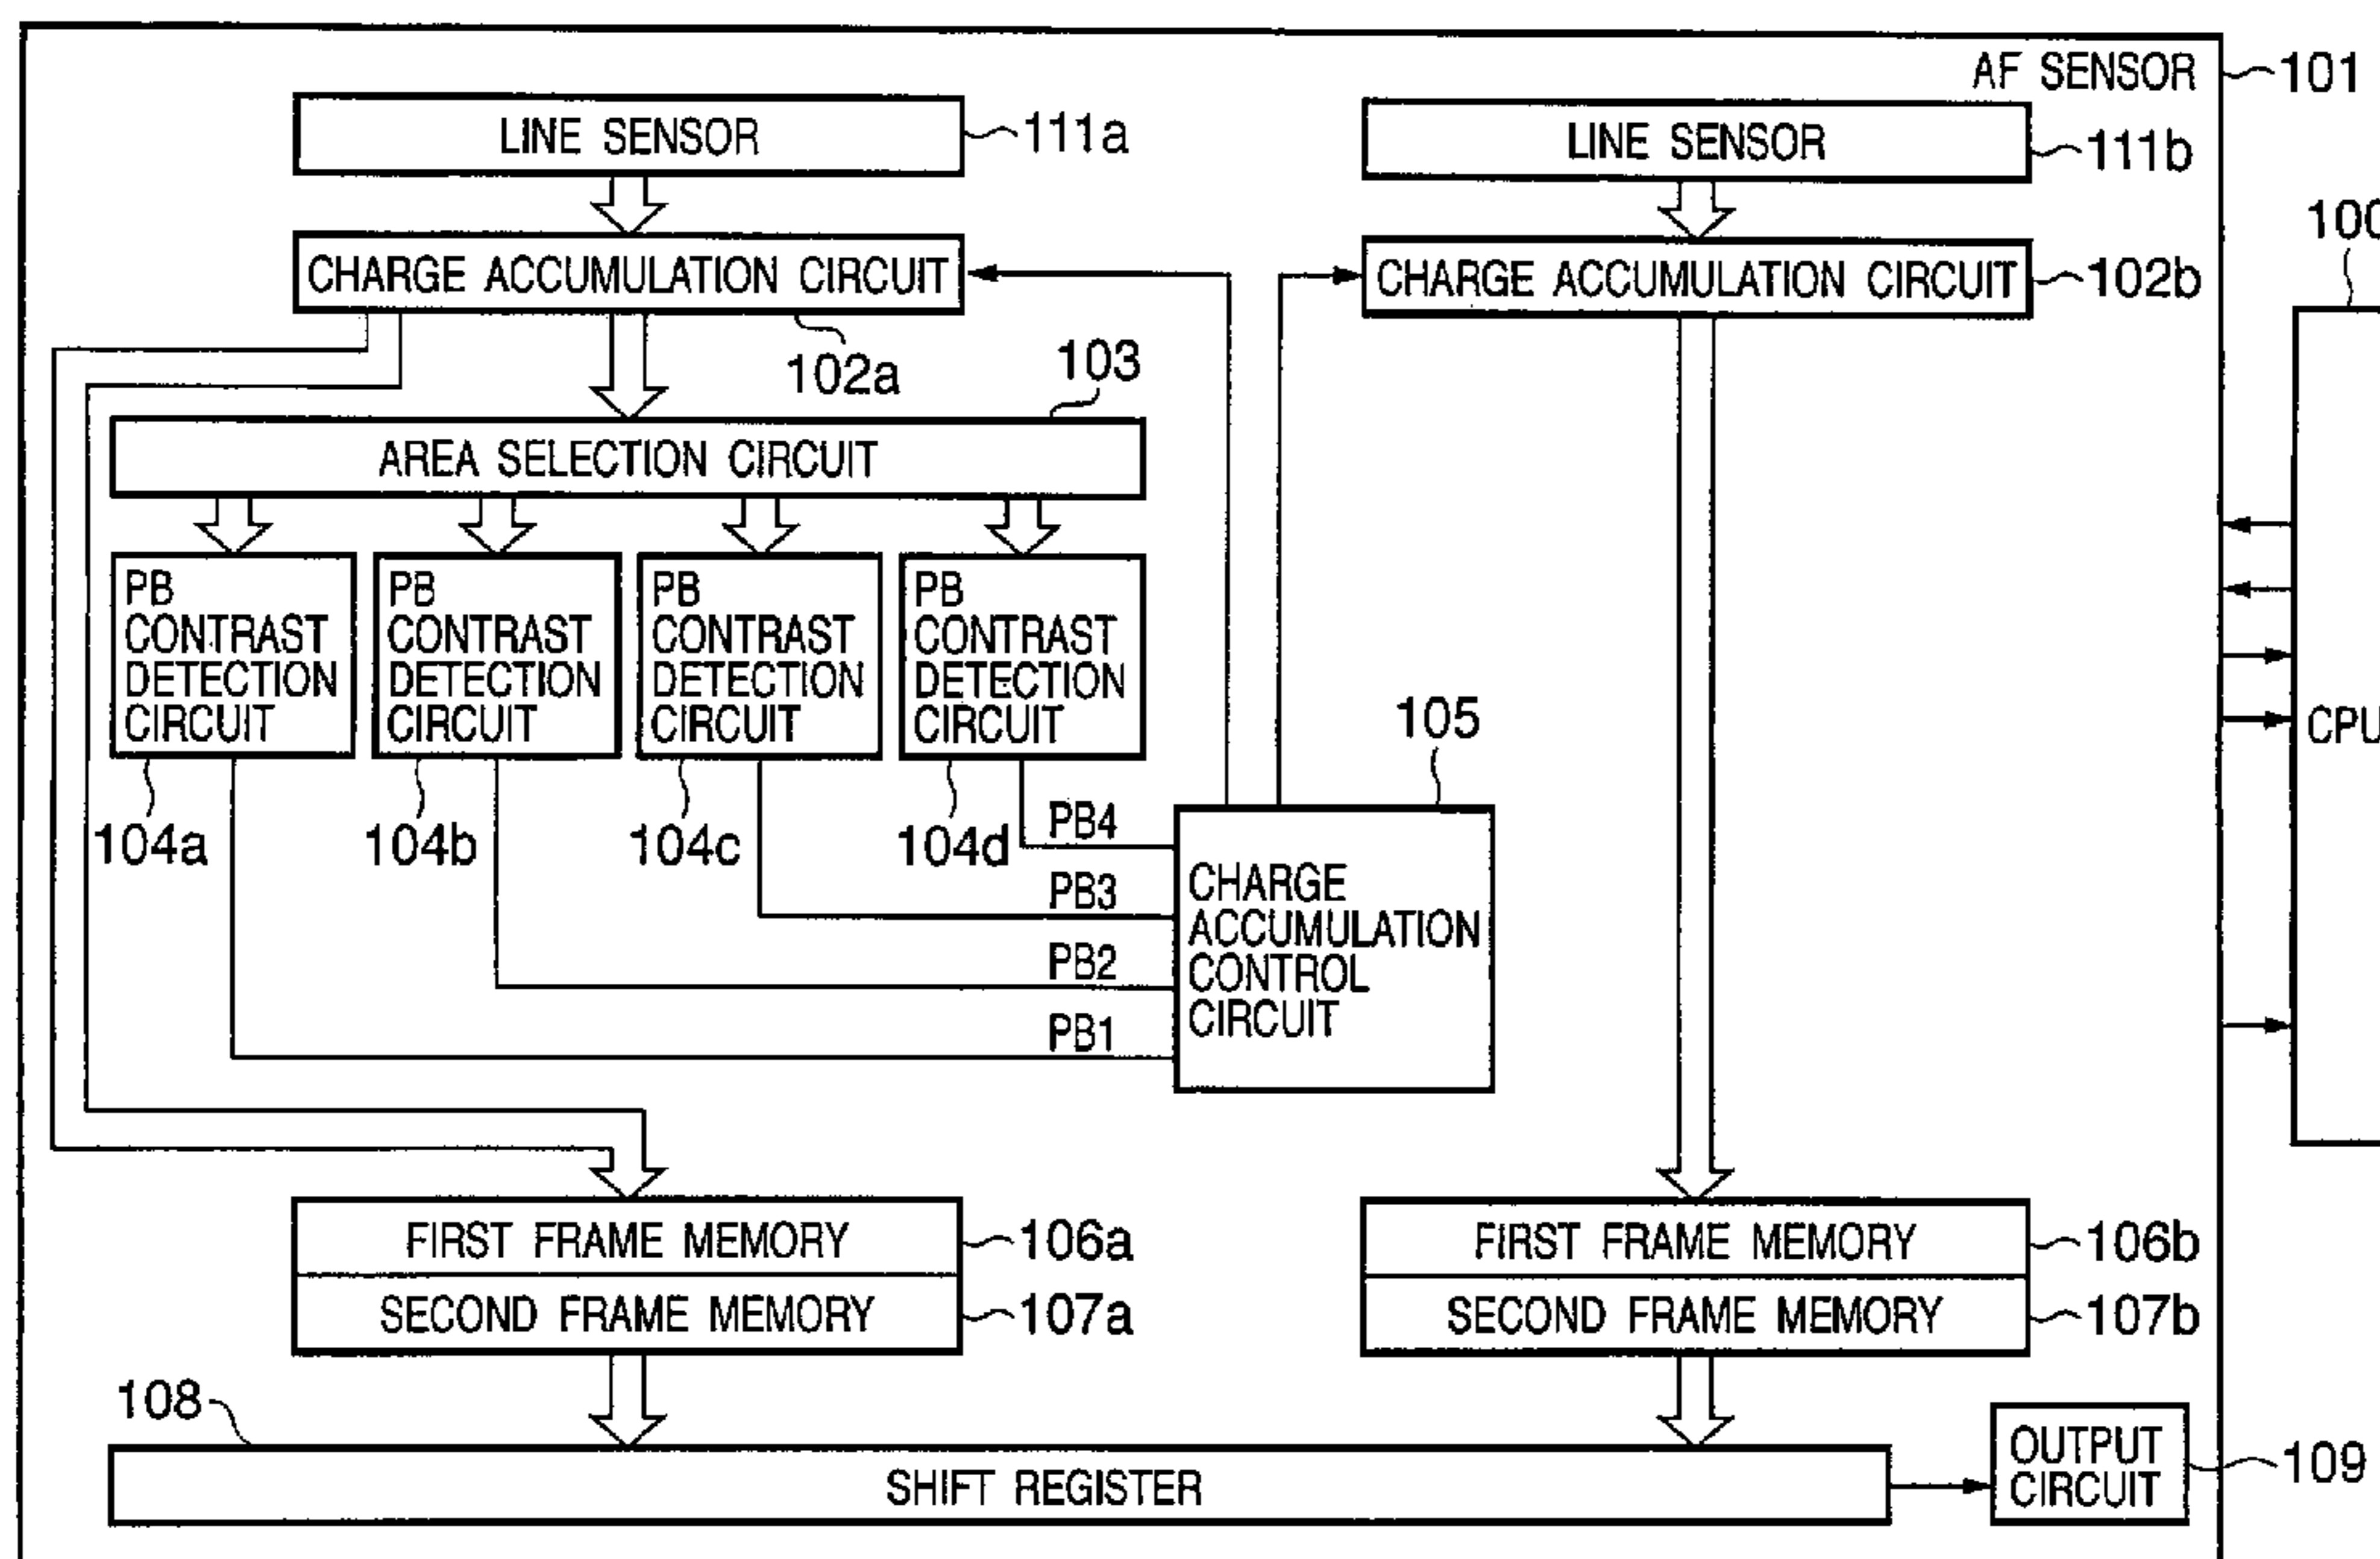 AF SENSOR 101
LINE SENSOR 111a
LINE SENSOR 111b
100
CHARGE ACCUMULATION CIRCUIT
CHARGE ACCUMULATION CIRCUIT 102b
102a
103
AREA SELECTION CIRCUIT
PB
CONTRAST
DETECTION
CIRCUIT
PB
CONTRAST
DETECTION
CIRCUIT
PB
CONTRAST
DETECTION
CIRCUIT
PB
CONTRAST
DETECTION
CIRCUIT
105
CPU
104a
104b
104c
104d
PB4
PB3
PB2
PB1
CHARGE
ACCUMULATION
CONTROL
CIRCUIT
FIRST FRAME MEMORY 106a
SECOND FRAME MEMORY 107a
FIRST FRAME MEMORY 106b
SECOND FRAME MEMORY 107b
108
SHIFT REGISTER
OUTPUT
CIRCUIT
109